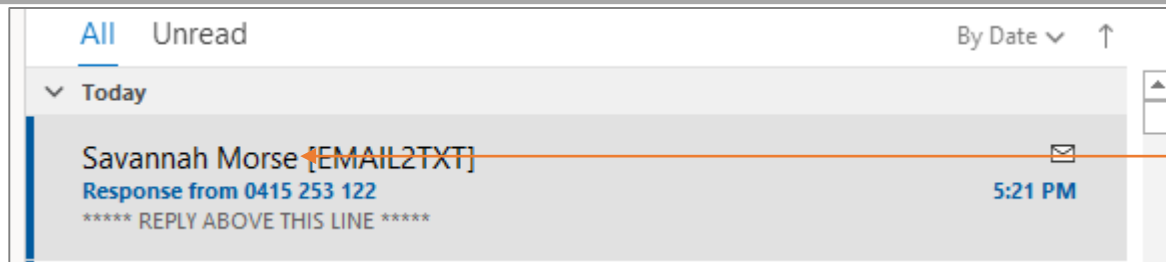 All Unread By Date
Today
Savannah Morse [EMAIL2TXT]
Response from 0415 253 122 5:21 PM
***** REPLY ABOVE THIS LINE *****